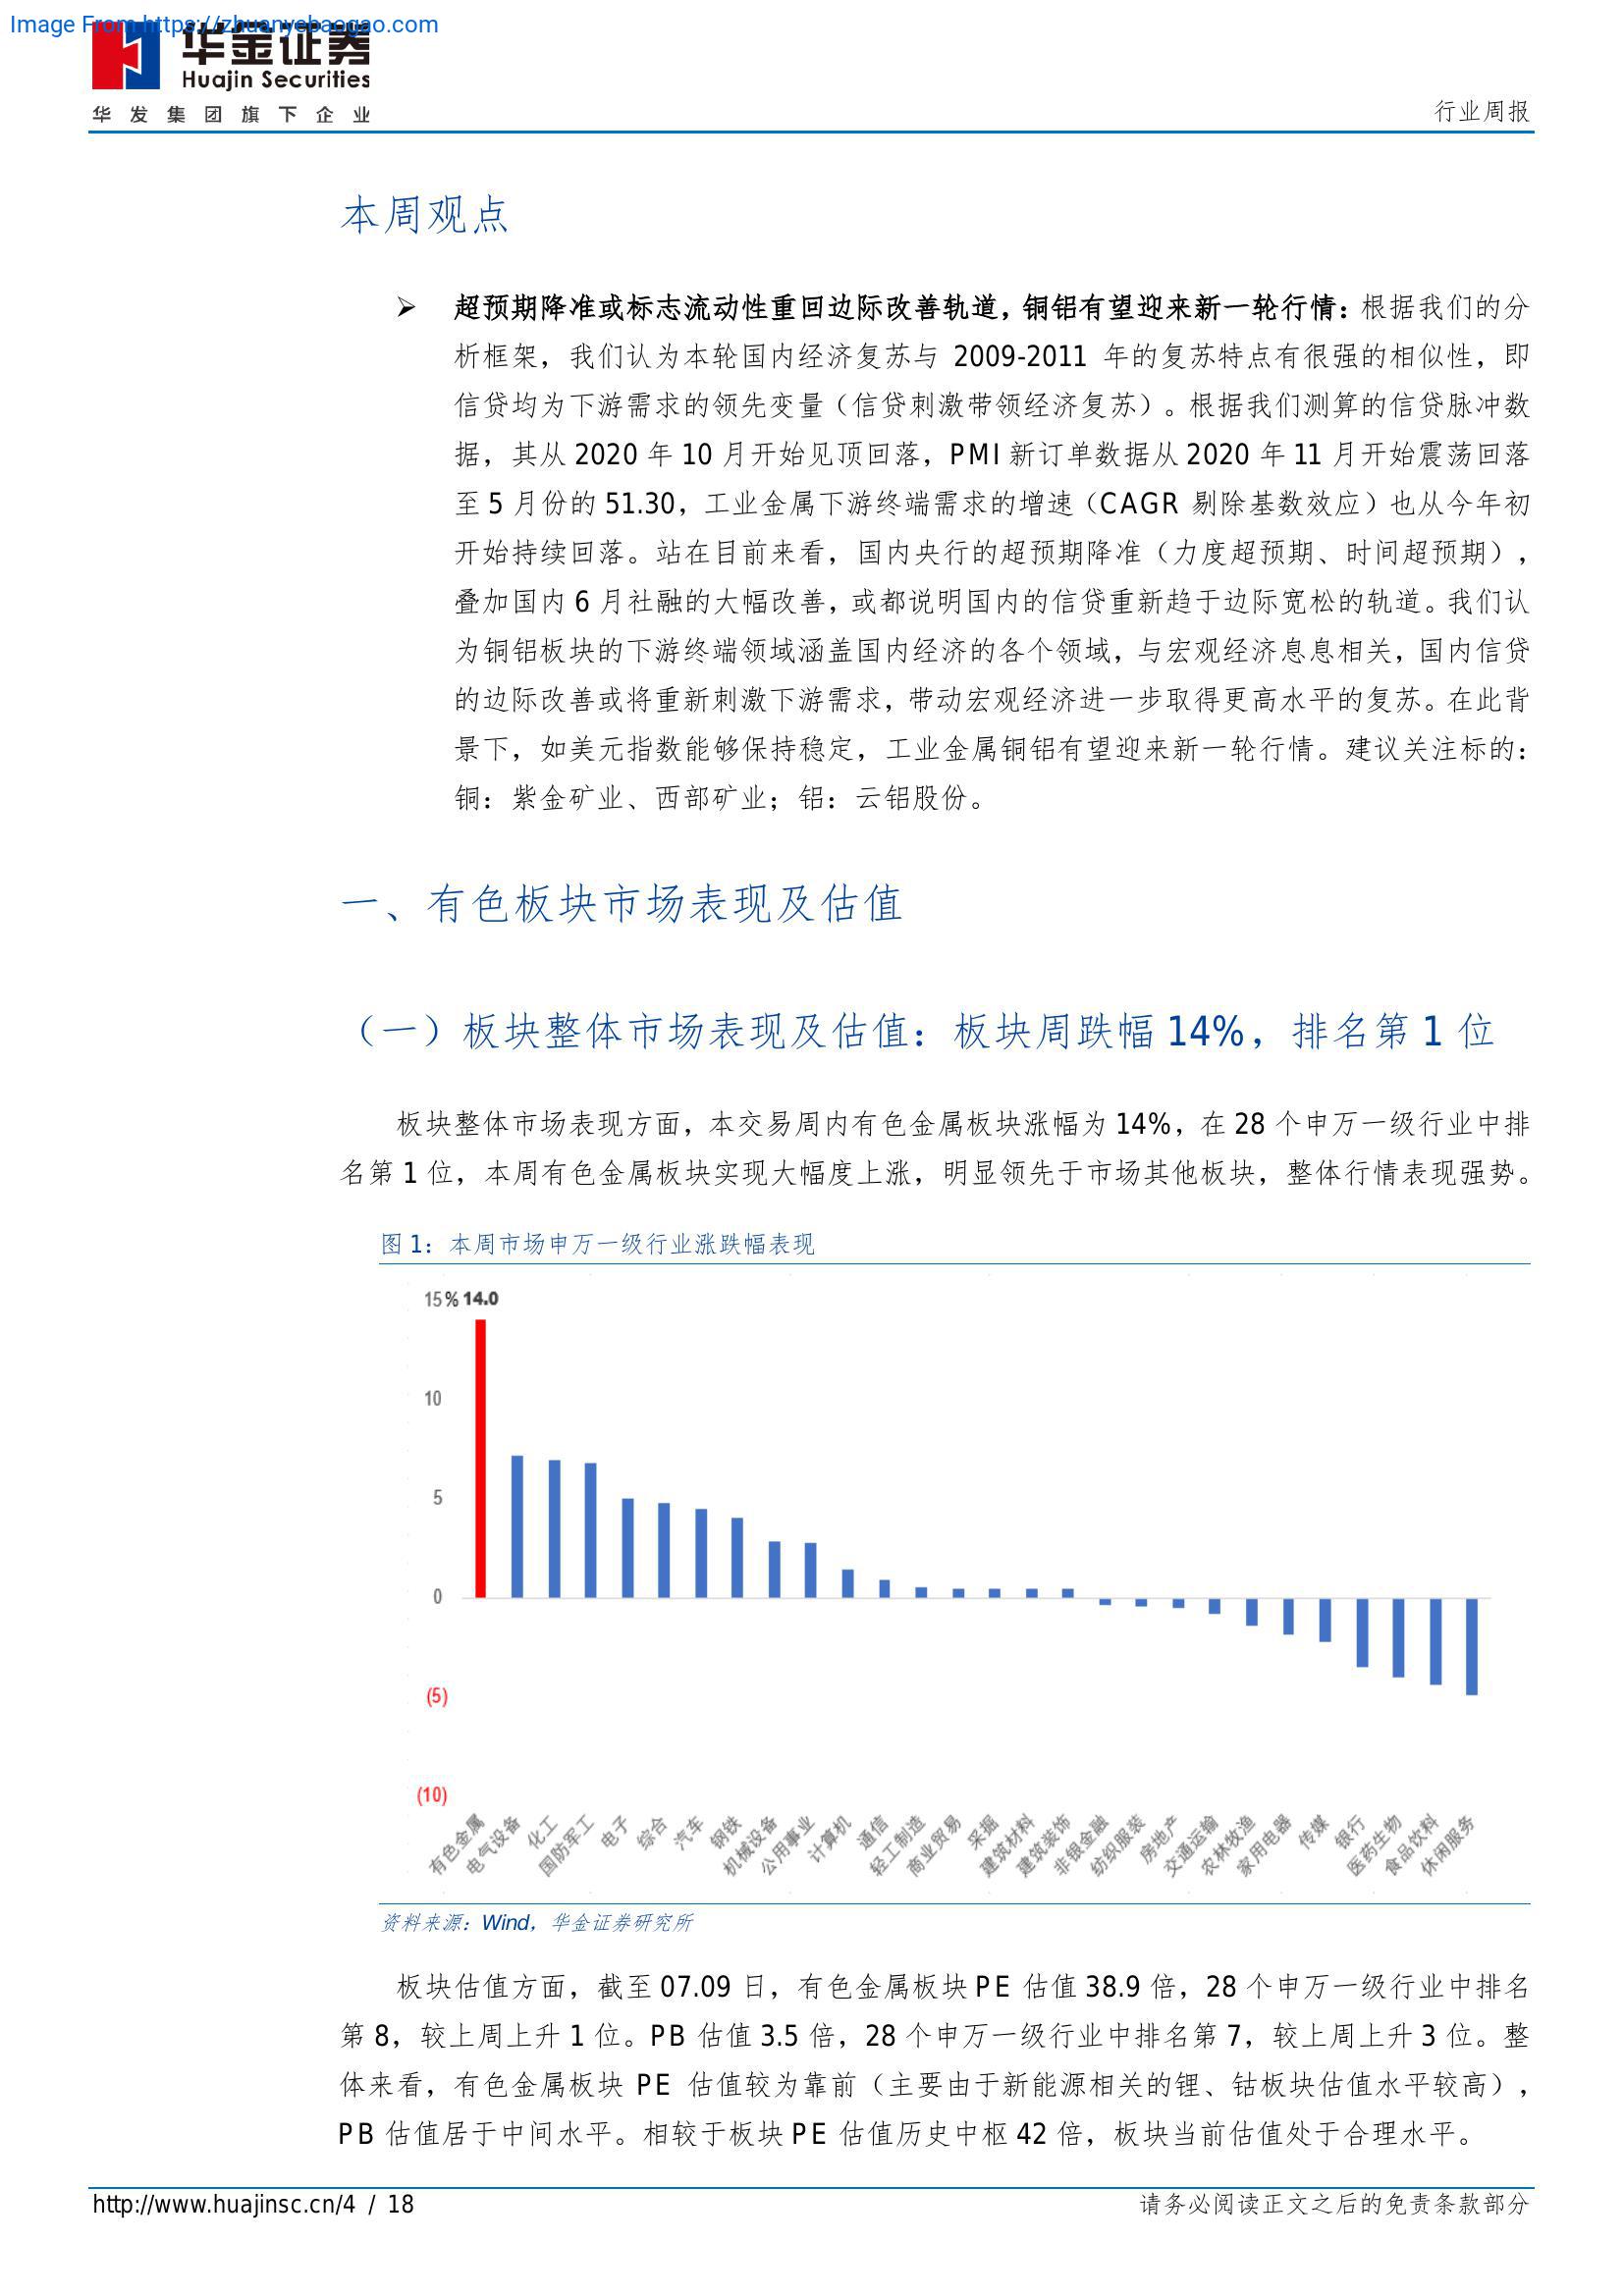 Image From https://zhuanyebaogao.com
华金证券
Huajin Securities
华发集团旗下企业
行业周报
本周观点
➢ 超预期降准或标志流动性重回边际改善轨道，铜铝有望迎来新一轮行情：根据我们的分
析框架，我们认为本轮国内经济复苏与 2009-2011 年的复苏特点有很强的相似性，即
信贷均为下游需求的领先变量（信贷刺激带领经济复苏）。根据我们测算的信贷脉冲数
据，其从 2020 年 10 月开始见顶回落，PMI 新订单数据从 2020 年 11 月开始震荡回落
至 5 月份的 51.30，工业金属下游终端需求的增速（CAGR 剔除基数效应）也从今年初
开始持续回落。站在目前来看，国内央行的超预期降准（力度超预期、时间超预期），
叠加国内 6 月社融的大幅改善，或都说明国内的信贷重新趋于边际宽松的轨道。我们认
为铜铝板块的下游终端领域涵盖国内经济的各个领域，与宏观经济息息相关，国内信贷
的边际改善或将重新刺激下游需求，带动宏观经济进一步取得更高水平的复苏。在此背
景下，如美元指数能够保持稳定，工业金属铜铝有望迎来新一轮行情。建议关注标的：
铜：紫金矿业、西部矿业；铝：云铝股份。
一、有色板块市场表现及估值
（一）板块整体市场表现及估值：板块周跌幅 14%，排名第 1 位
板块整体市场表现方面，本交易周内有色金属板块涨幅为 14%，在 28 个申万一级行业中排
名第 1 位，本周有色金属板块实现大幅度上涨，明显领先于市场其他板块，整体行情表现强势。
图 1：本周市场申万一级行业涨跌幅表现
15% 14.0
10
5
0
(5)
(10)
有色金属
电气设备
化工
国防军工
电子
综合
汽车
钢铁
机械设备
公用事业
计算机
通信
轻工制造
商业贸易
采掘
建筑材料
建筑装饰
非银金融
纺织服装
房地产
交通运输
农林牧渔
家用电器
传媒
银行
医药生物
食品饮料
休闲服务
资料来源：Wind，华金证券研究所
板块估值方面，截至 07.09 日，有色金属板块 PE 估值 38.9 倍，28 个申万一级行业中排名
第 8，较上周上升 1 位。PB 估值 3.5 倍，28 个申万一级行业中排名第 7，较上周上升 3 位。整
体来看，有色金属板块 PE 估值较为靠前（主要由于新能源相关的锂、钴板块估值水平较高），
PB 估值居于中间水平。相较于板块 PE 估值历史中枢 42 倍，板块当前估值处于合理水平。
http://www.huajinsc.cn/4 / 18
请务必阅读正文之后的免责条款部分